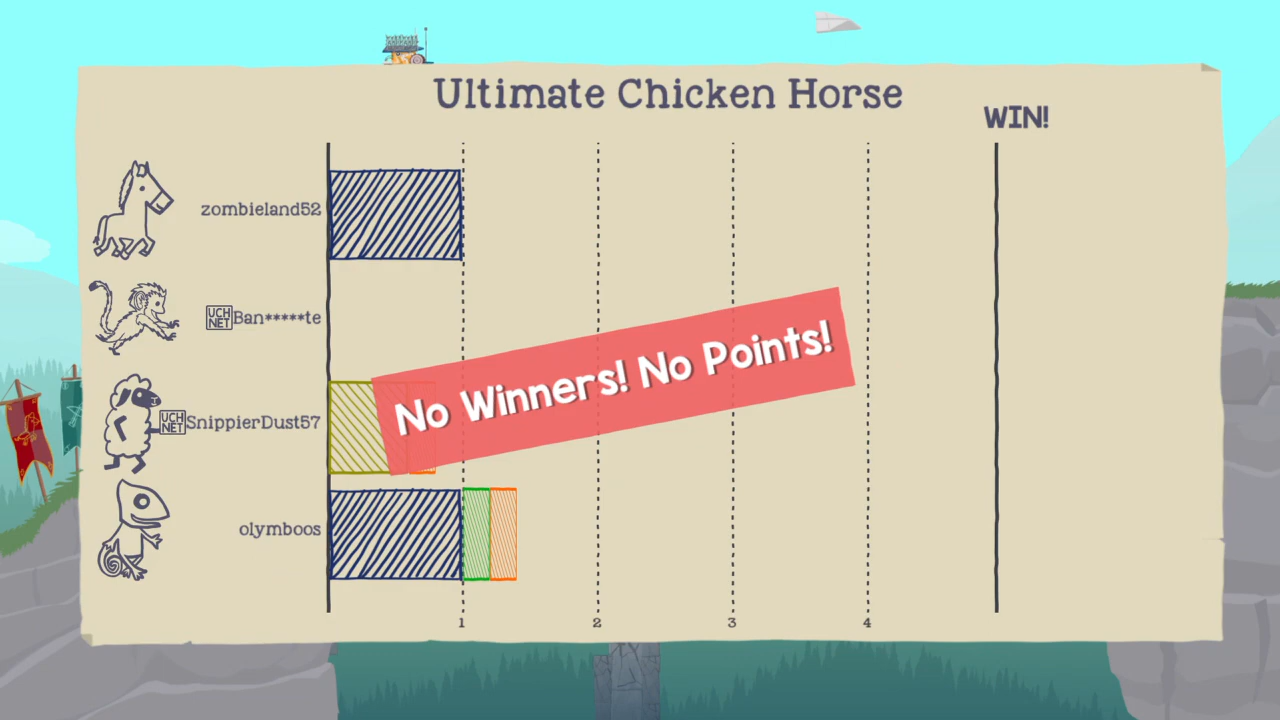 Ultimate Chicken Horse
WIN!
zombieland52
UCH NET Ban*****te
UCH NET SnippierDust57
No Winners! No Points!
olymboos
1 2 3 4